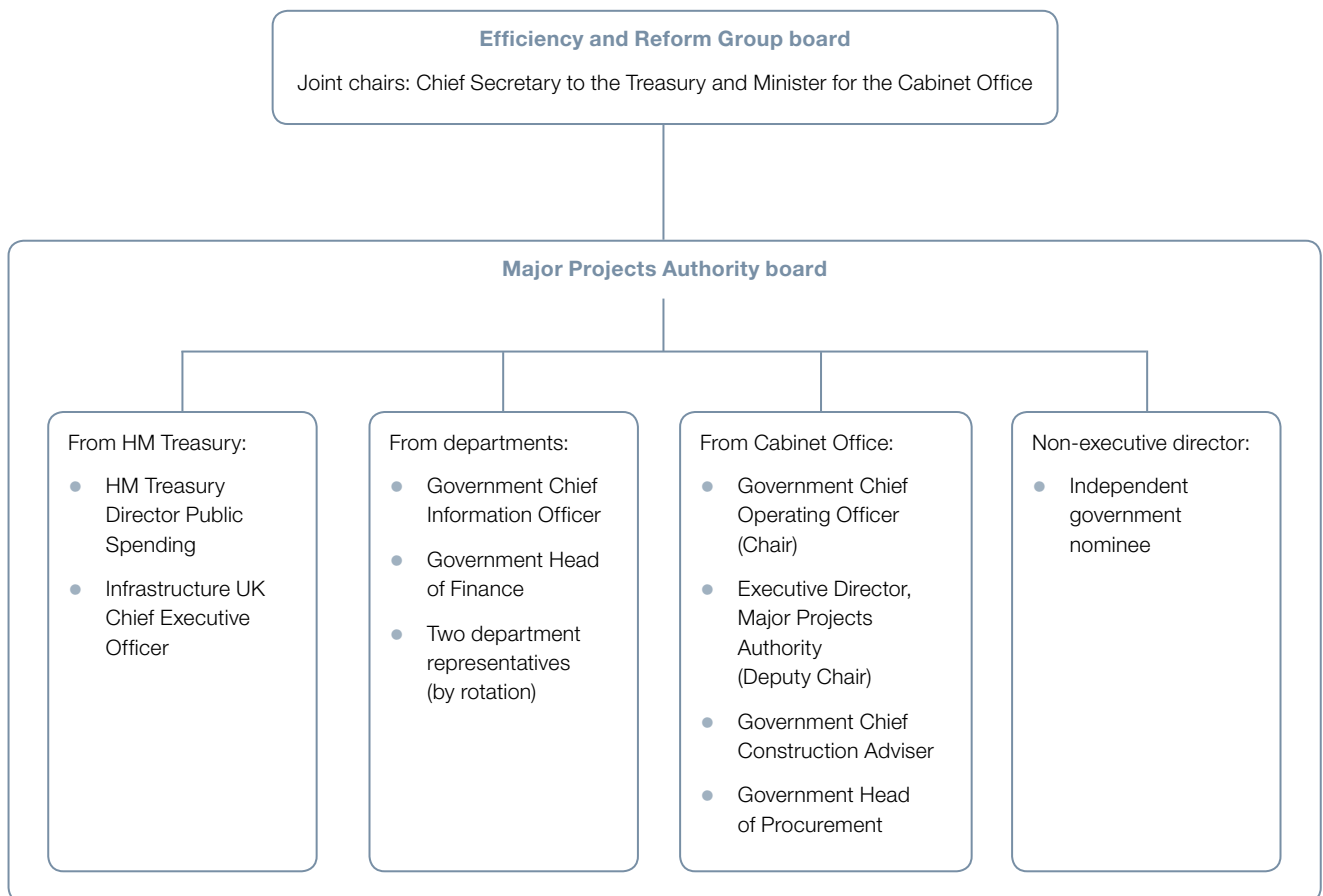 Efficiency and Reform Group board
Joint chairs: Chief Secretary to the Treasury and Minister for the Cabinet Office
Major Projects Authority board
From HM Treasury:
● HM Treasury
Director Public
Spending
● Infrastructure UK
Chief Executive
Officer
From departments:
● Government Chief
Information Officer
● Government Head
of Finance
● Two department
representatives
(by rotation)
From Cabinet Office:
● Government Chief
Operating Officer
(Chair)
● Executive Director,
Major Projects
Authority
(Deputy Chair)
● Government Chief
Construction Adviser
● Government Head
of Procurement
Non-executive director:
● Independent
government
nominee